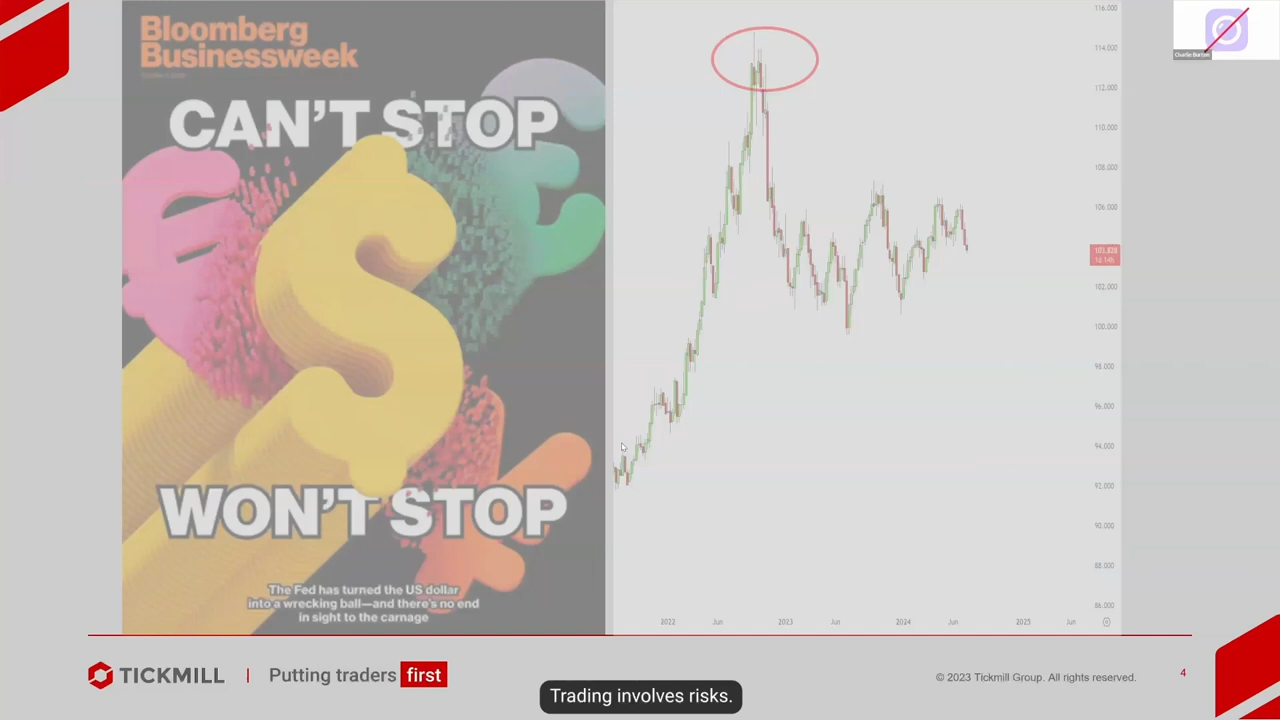 Bloomberg
Businessweek
CAN'T STOP
WON'T STOP
The Fed has turned the US dollar
into a wrecking ball—and there's no end
in sight to the carnage
116.000
114.000
112.000
110.000
108.000
106.000
102.000
100.000
98.000
96.000
94.000
92.000
90.000
88.000
86.000
2022
Jun
2023
Jun
2024
Jun
2025
Jun
Charlie Burton
TICKMILL
Putting traders first
© 2023 Tickmill Group. All rights reserved.
4
Trading involves risks.